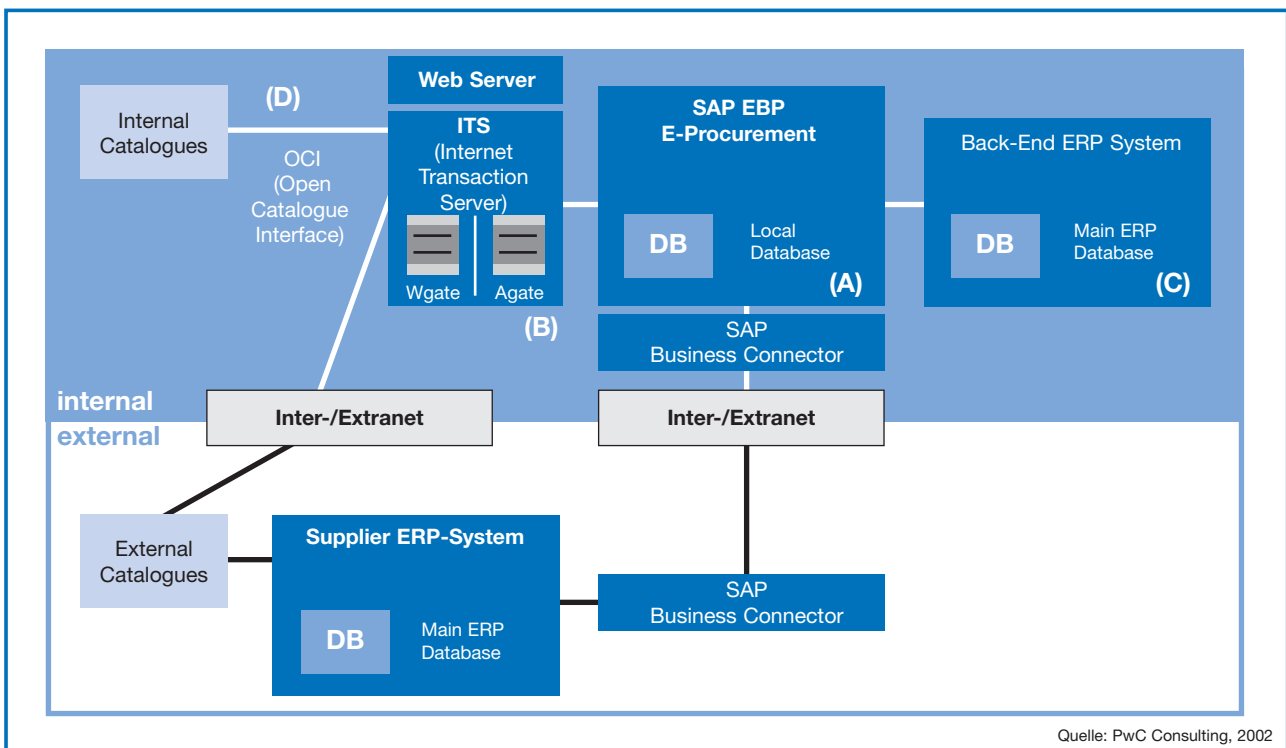 Web Server
Internal
Catalogues
(D)
OCI
(Open
Catalogue
Interface)
ITS
(Internet
Transaction
Server)
Wgate
Agate
(B)
SAP EBP
E-Procurement
DB
Local
Database
(A)
Back-End ERP System
DB
Main ERP
Database
(C)
SAP
Business Connector
internal
external
Inter-/Extranet
Inter-/Extranet
External
Catalogues
Supplier ERP-System
DB
Main ERP
Database
SAP
Business Connector
Quelle: PwC Consulting, 2002